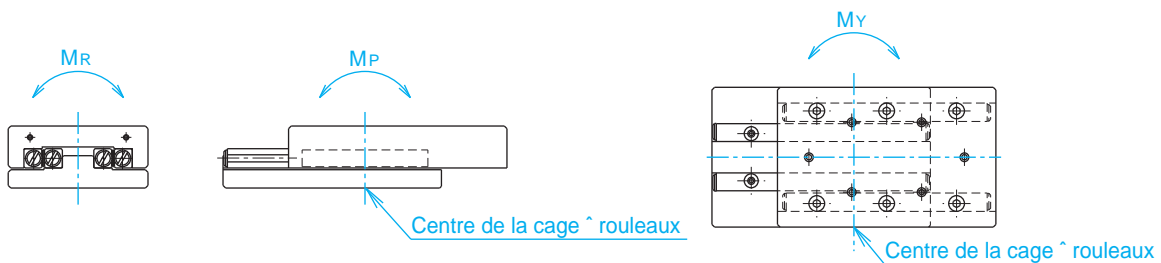 MR
MP
MY
Centre de la cage ˆ rouleaux
Centre de la cage ˆ rouleaux